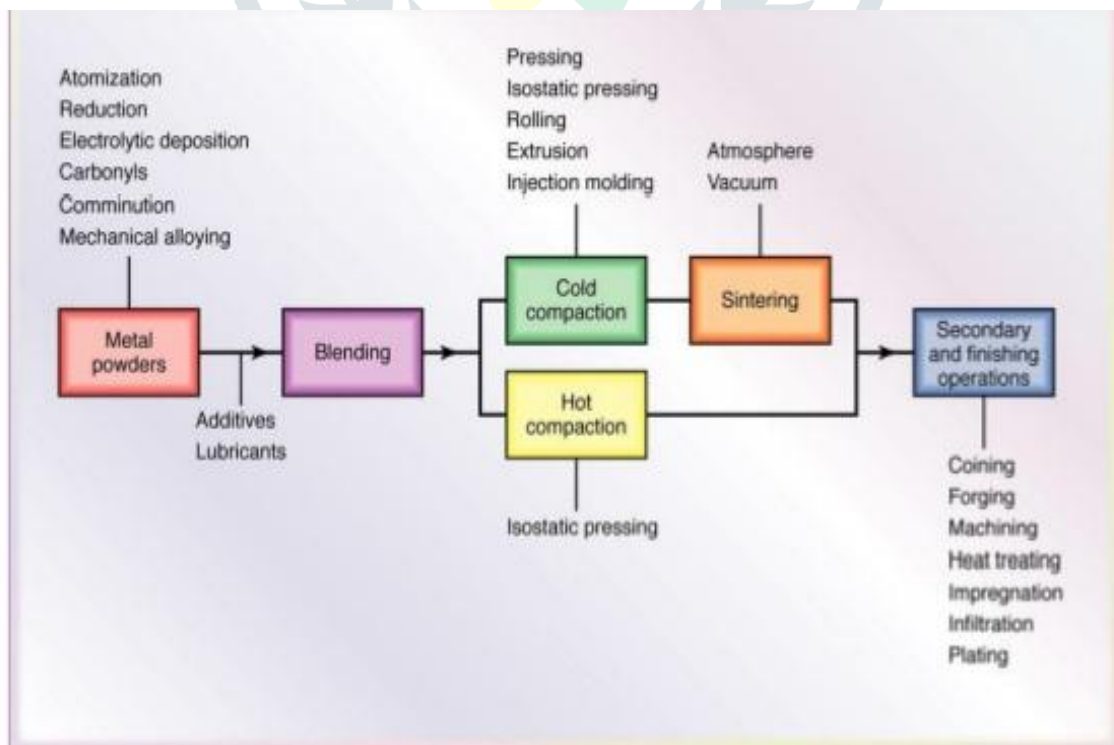 Atomization
Reduction
Electrolytic deposition
Carbonyls
Comminution
Mechanical alloying
Metal
powders
Additives
Lubricants
Blending
Pressing
Isostatic pressing
Rolling
Extrusion
Injection molding
Cold
compaction
Atmosphere
Vacuum
Sintering
Hot
compaction
Isostatic pressing
Secondary
and finishing
operations
Coining
Forging
Machining
Heat treating
Impregnation
Infiltration
Plating